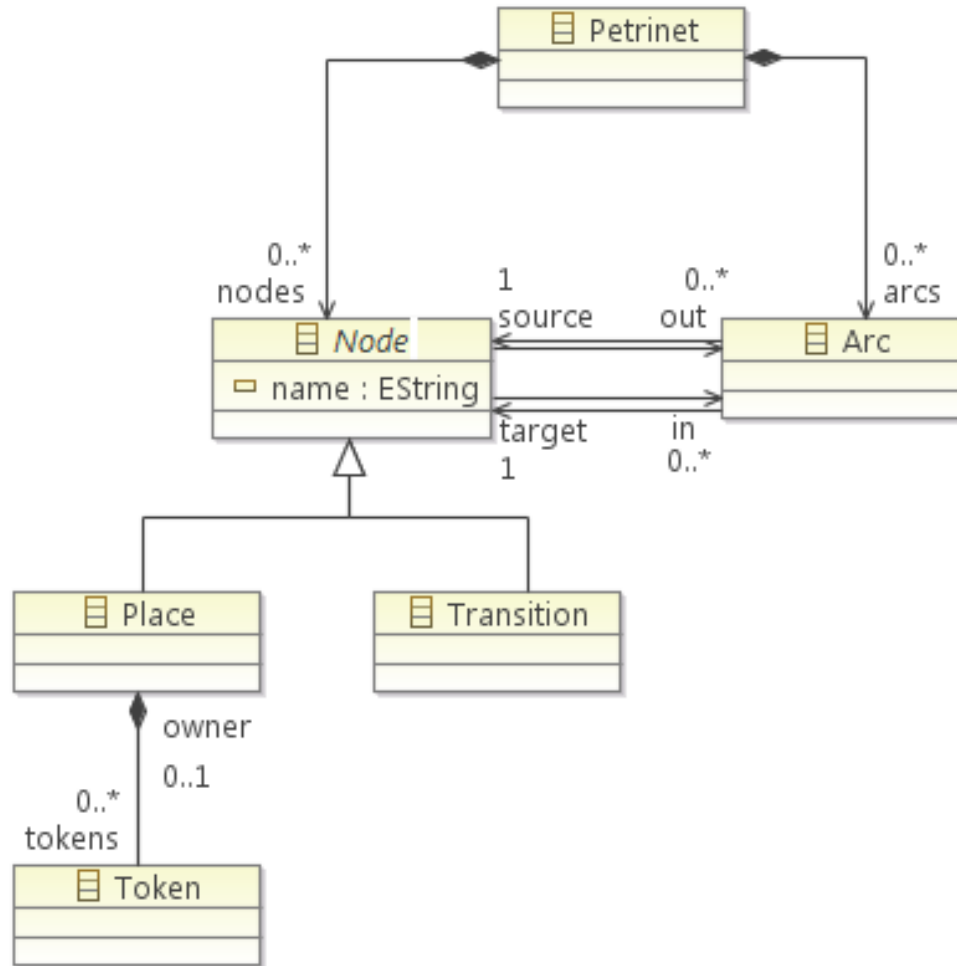 Petrinet
0..*
nodes
0..*
arcs
1
source
0..*
out
Node
name : EString
Arc
target
1
in
0..*
Place
Transition
owner
0..1
0..*
tokens
Token